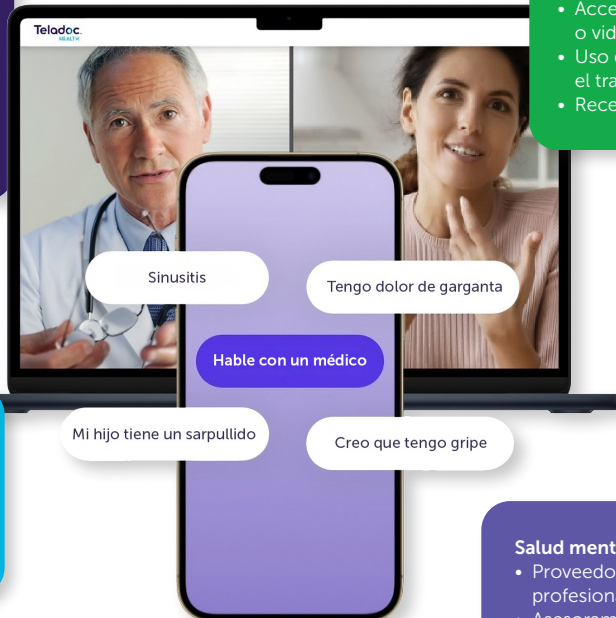 • Acce
o vid
• Uso
el tra
• Rece
Teladoc
HEALTH
Sinusitis
Tengo dolor de garganta
Hable con un médico
Mi hijo tiene un sarpullido
Creo que tengo gripe
Salud ment
• Proveedo
profesiona